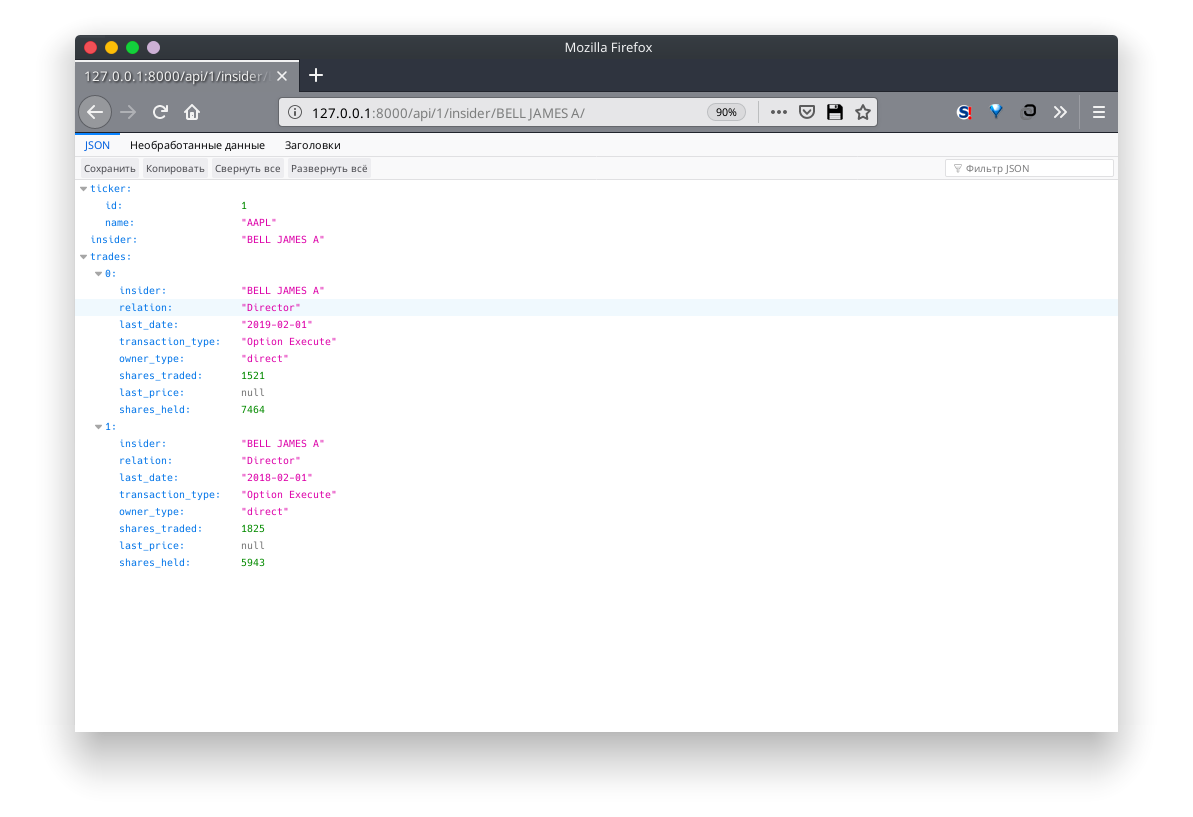 Mozilla Firefox
127.0.0.1:8000/api/1/insider/
127.0.0.1:8000/api/1/insider/BELL JAMES A/ 90%
JSON Необработанные данные Заголовки
Сохранить Копировать Свернуть все Развернуть всё Фильтр JSON
ticker:
id: 1
name: "AAPL"
insider: "BELL JAMES A"
trades:
0:
insider: "BELL JAMES A"
relation: "Director"
last_date: "2019-02-01"
transaction_type: "Option Execute"
owner_type: "direct"
shares_traded: 1521
last_price: null
shares_held: 7464
1:
insider: "BELL JAMES A"
relation: "Director"
last_date: "2018-02-01"
transaction_type: "Option Execute"
owner_type: "direct"
shares_traded: 1825
last_price: null
shares_held: 5943